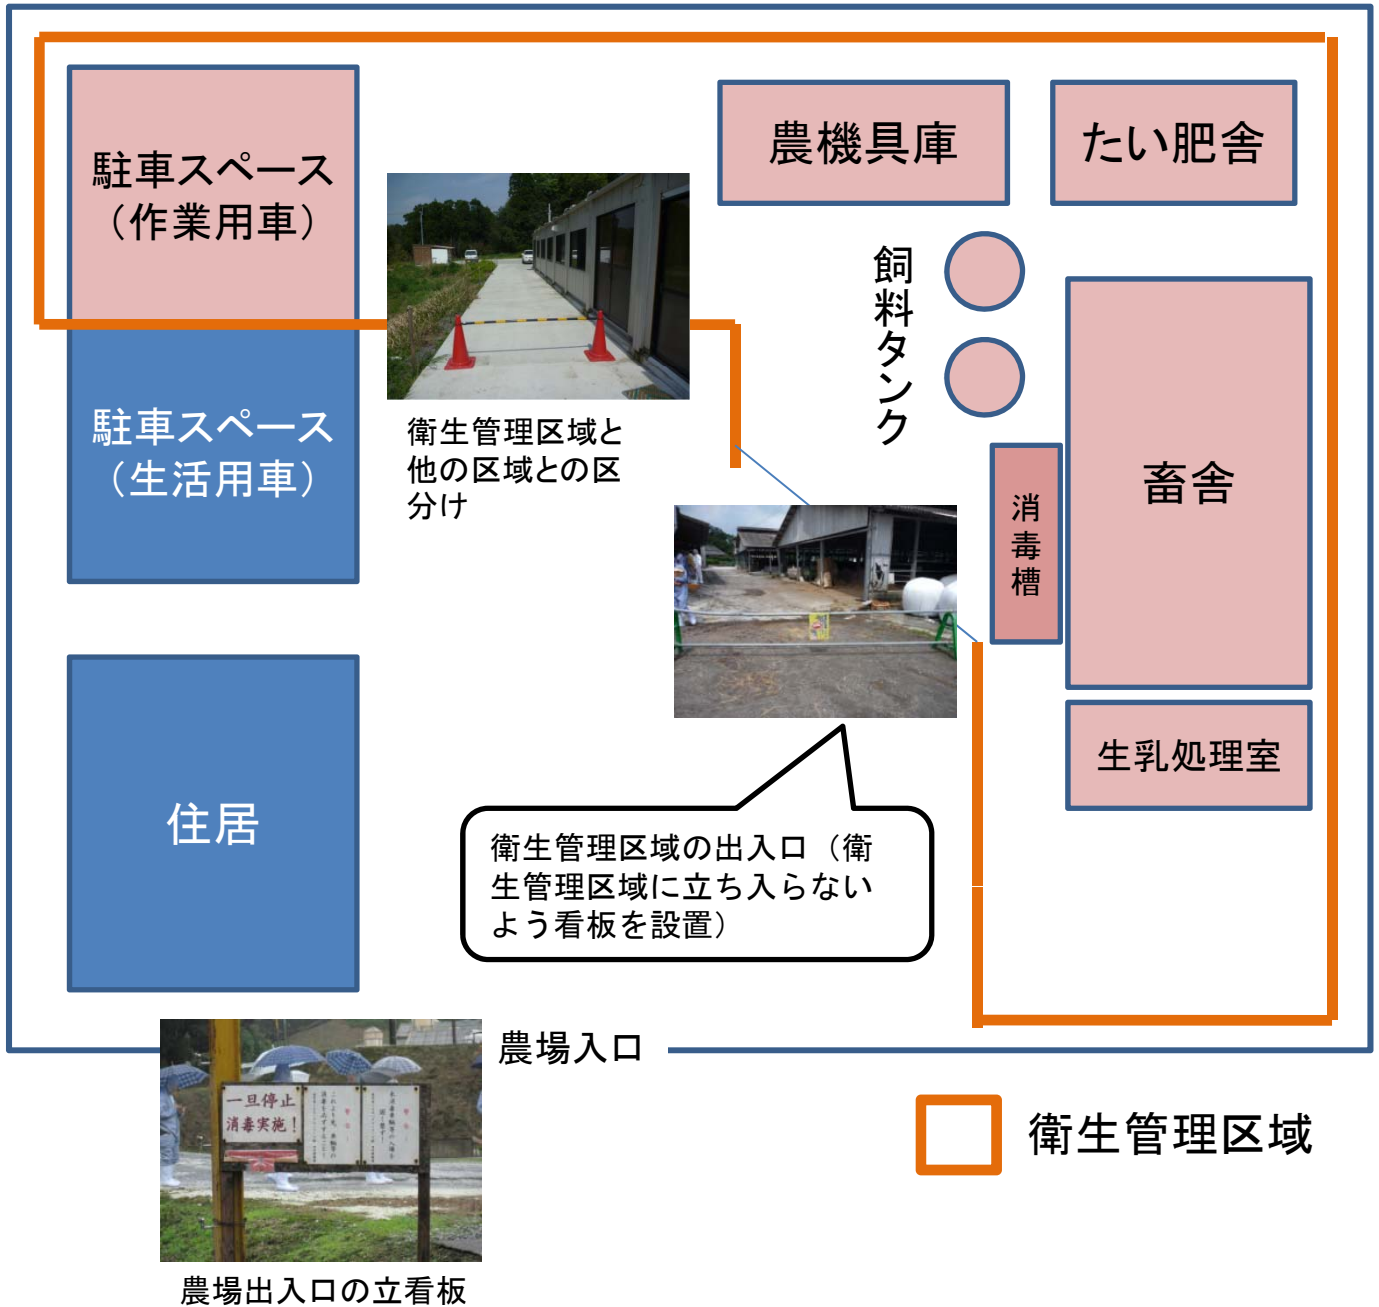 駐車スペース
（作業用車）
農機具庫
たい肥舎
飼料タンク
駐車スペース
（生活用車）
衛生管理区域と
他の区域との区
分け
消毒槽
畜舎
生乳処理室
住居
衛生管理区域の出入口（衛
生管理区域に立ち入らない
よう看板を設置）
農場入口
一旦停止
消毒実施！
衛生管理区域
農場出入口の立看板